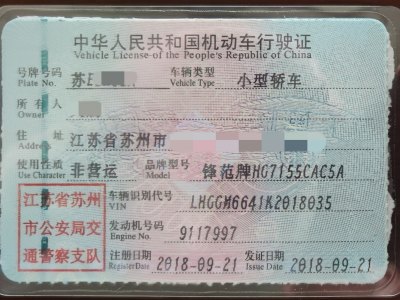 中华人民共和国机动车行驶证
Vehicle License of the People's Republic of China
号牌号码 苏E 车辆类型 小型轿车
Plate No. Vehicle Type
所有人
住址 江苏省苏州市
Address
使用性质 非营运 品牌型号 锋范牌HG7155CAC5A
Use Character Model
江苏省苏州市公安局交通警察支队
车辆识别代号 LHGGM6641K2018035
VIN
发动机号码 9117997
Engine No.
注册日期 2018-09-21 发证日期 2018-09-21
Register Date Issue Date